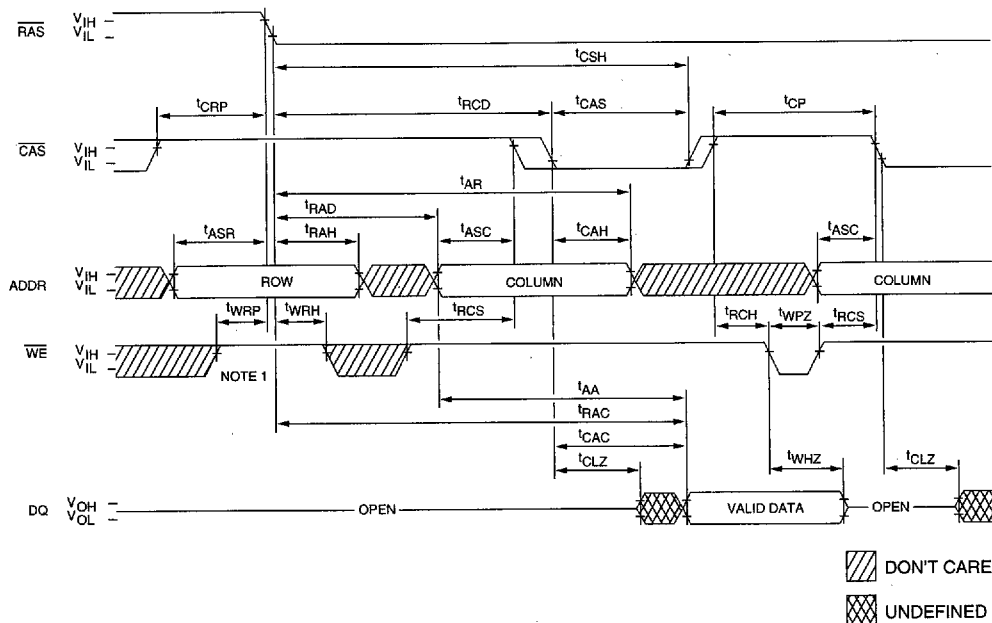 RAS VIH VIL
tCSH
tCRP tRCD tCAS tCP
CAS VIH VIL
tAR
tRAD
tASR tRAH tASC tCAH tASC
ADDR VIH VIL ROW COLUMN COLUMN
tWRP tWRH tRCS tRCH tWPZ tRCS
WE VIH VIL
NOTE 1
tAA
tRAC
tCAC
tCLZ tWHZ tCLZ
DQ VOH VOL OPEN VALID DATA OPEN
DON'T CARE
UNDEFINED